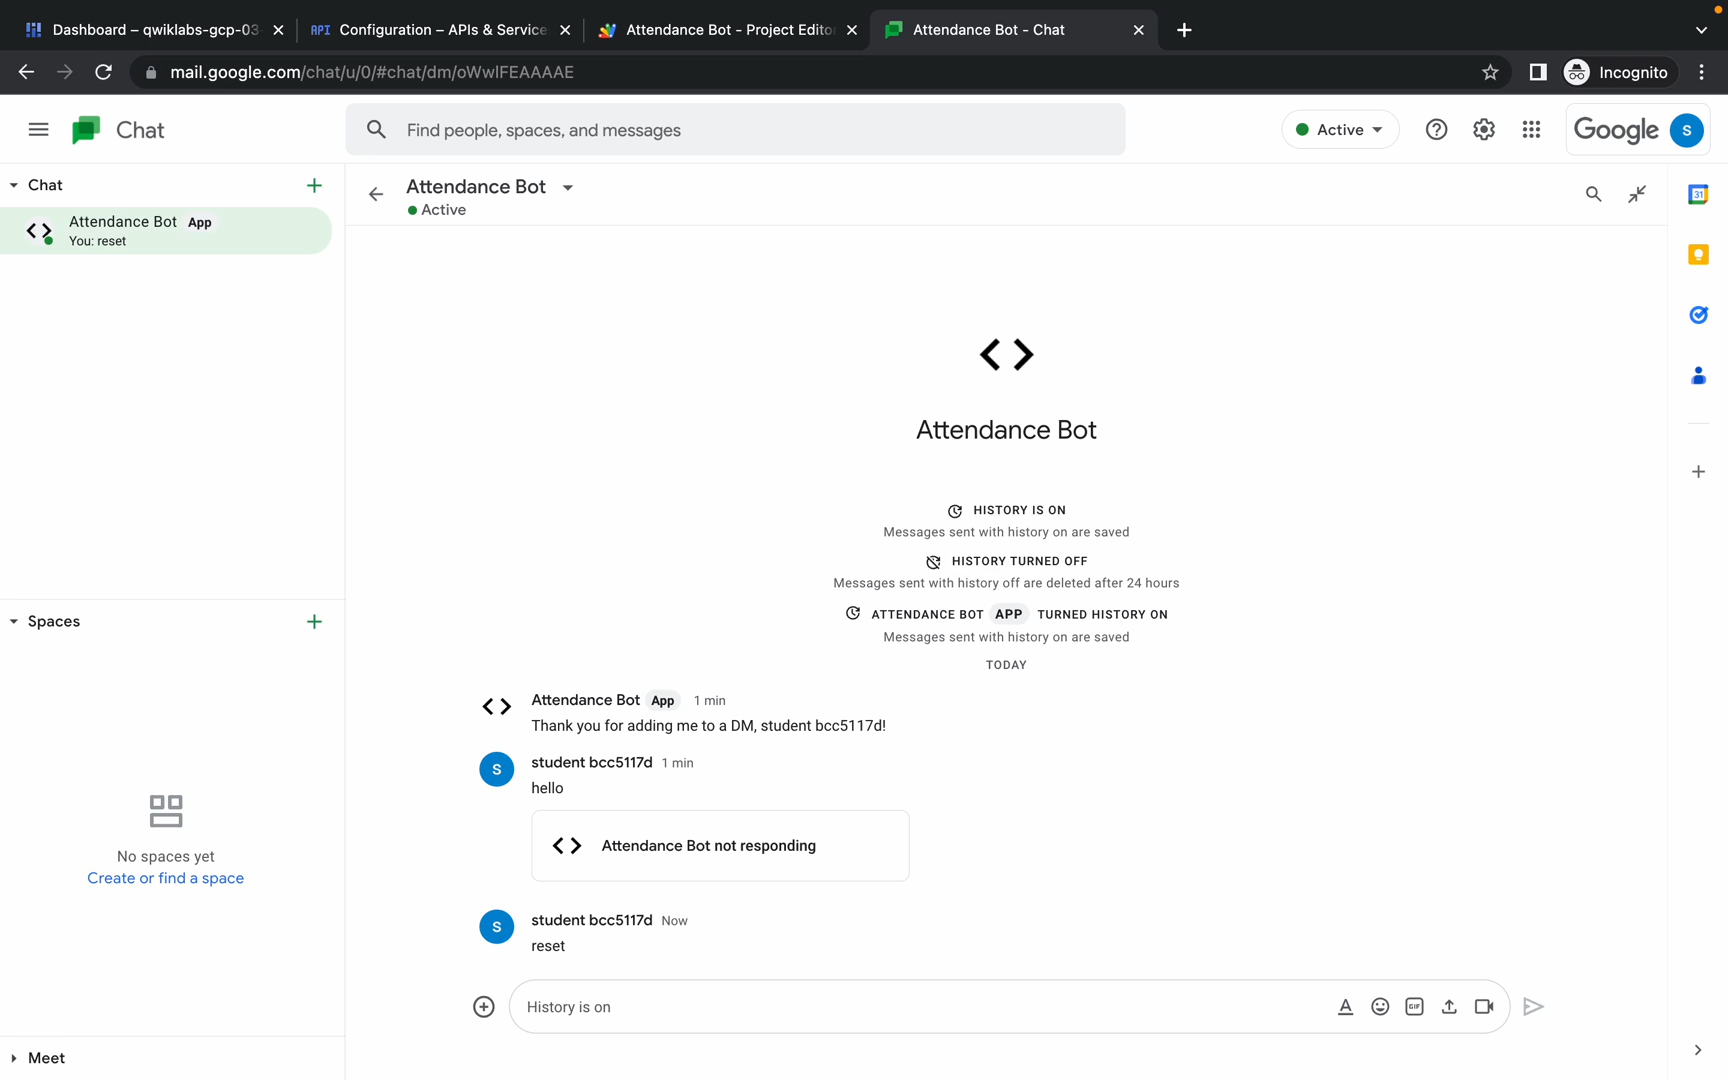 Dashboard – qwiklabs-gcp-03
API Configuration – APIs & Service
Attendance Bot - Project Editor
Attendance Bot - Chat
mail.google.com/chat/u/0/#chat/dm/oWwlFEAAAAE
Incognito
Chat
Find people, spaces, and messages
Active
Google S
Chat
Attendance Bot App
You: reset
Spaces
No spaces yet
Create or find a space
Meet
Attendance Bot
Active
31
Attendance Bot
HISTORY IS ON
Messages sent with history on are saved
HISTORY TURNED OFF
Messages sent with history off are deleted after 24 hours
ATTENDANCE BOT APP TURNED HISTORY ON
Messages sent with history on are saved
TODAY
Attendance Bot App 1 min
Thank you for adding me to a DM, student bcc5117d!
S student bcc5117d 1 min
hello
Attendance Bot not responding
S student bcc5117d Now
reset
History is on
GIF